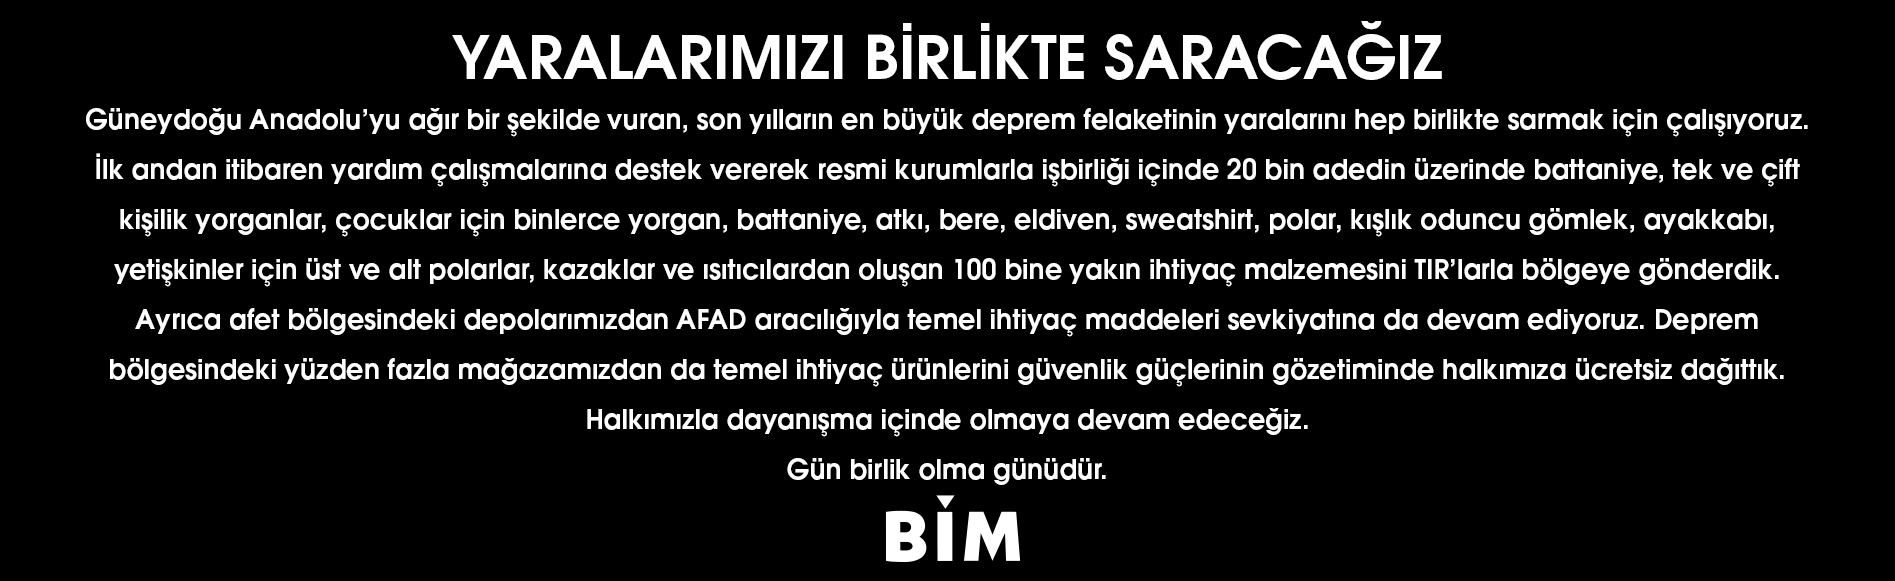 YARALARIMIZI BİRLİKTE SARACAĞIZ
Güneydoğu Anadolu'yu ağır bir şekilde vuran, son yılların en büyük deprem felaketinin yaralarını hep birlikte sarmak için çalışıyoruz.
İlk andan itibaren yardım çalışmalarına destek vererek resmi kurumlarla işbirliği içinde 20 bin adedin üzerinde battaniye, tek ve çift
kişilik yorganlar, çocuklar için binlerce yorgan, battaniye, atkı, bere, eldiven, sweatshirt, polar, kışlık oduncu gömlek, ayakkabı,
yetişkinler için üst ve alt polarlar, kazaklar ve ısıtıcılardan oluşan 100 bine yakın ihtiyaç malzemesini TIR'larla bölgeye gönderdik.
Ayrıca afet bölgesindeki depolarımızdan AFAD aracılığıyla temel ihtiyaç maddeleri sevkiyatına da devam ediyoruz. Deprem
bölgesindeki yüzden fazla mağazamızdan da temel ihtiyaç ürünlerini güvenlik güçlerinin gözetiminde halkımıza ücretsiz dağıttık.
Halkımızla dayanışma içinde olmaya devam edeceğiz.
Gün birlik olma günüdür.
BİM